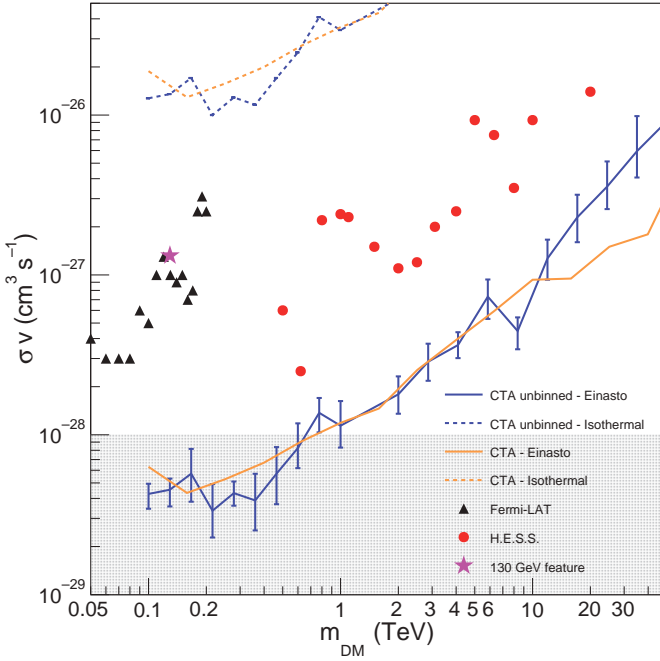 10⁻²⁶
10⁻²⁷
10⁻²⁸
10⁻²⁹
σ v (cm³ s⁻¹)
CTA unbinned - Einasto
CTA unbinned - Isothermal
CTA - Einasto
CTA - Isothermal
Fermi-LAT
H.E.S.S.
130 GeV feature
0.05 0.1 0.2 1 2 3 4 5 6 10 20 30
m_DM (TeV)